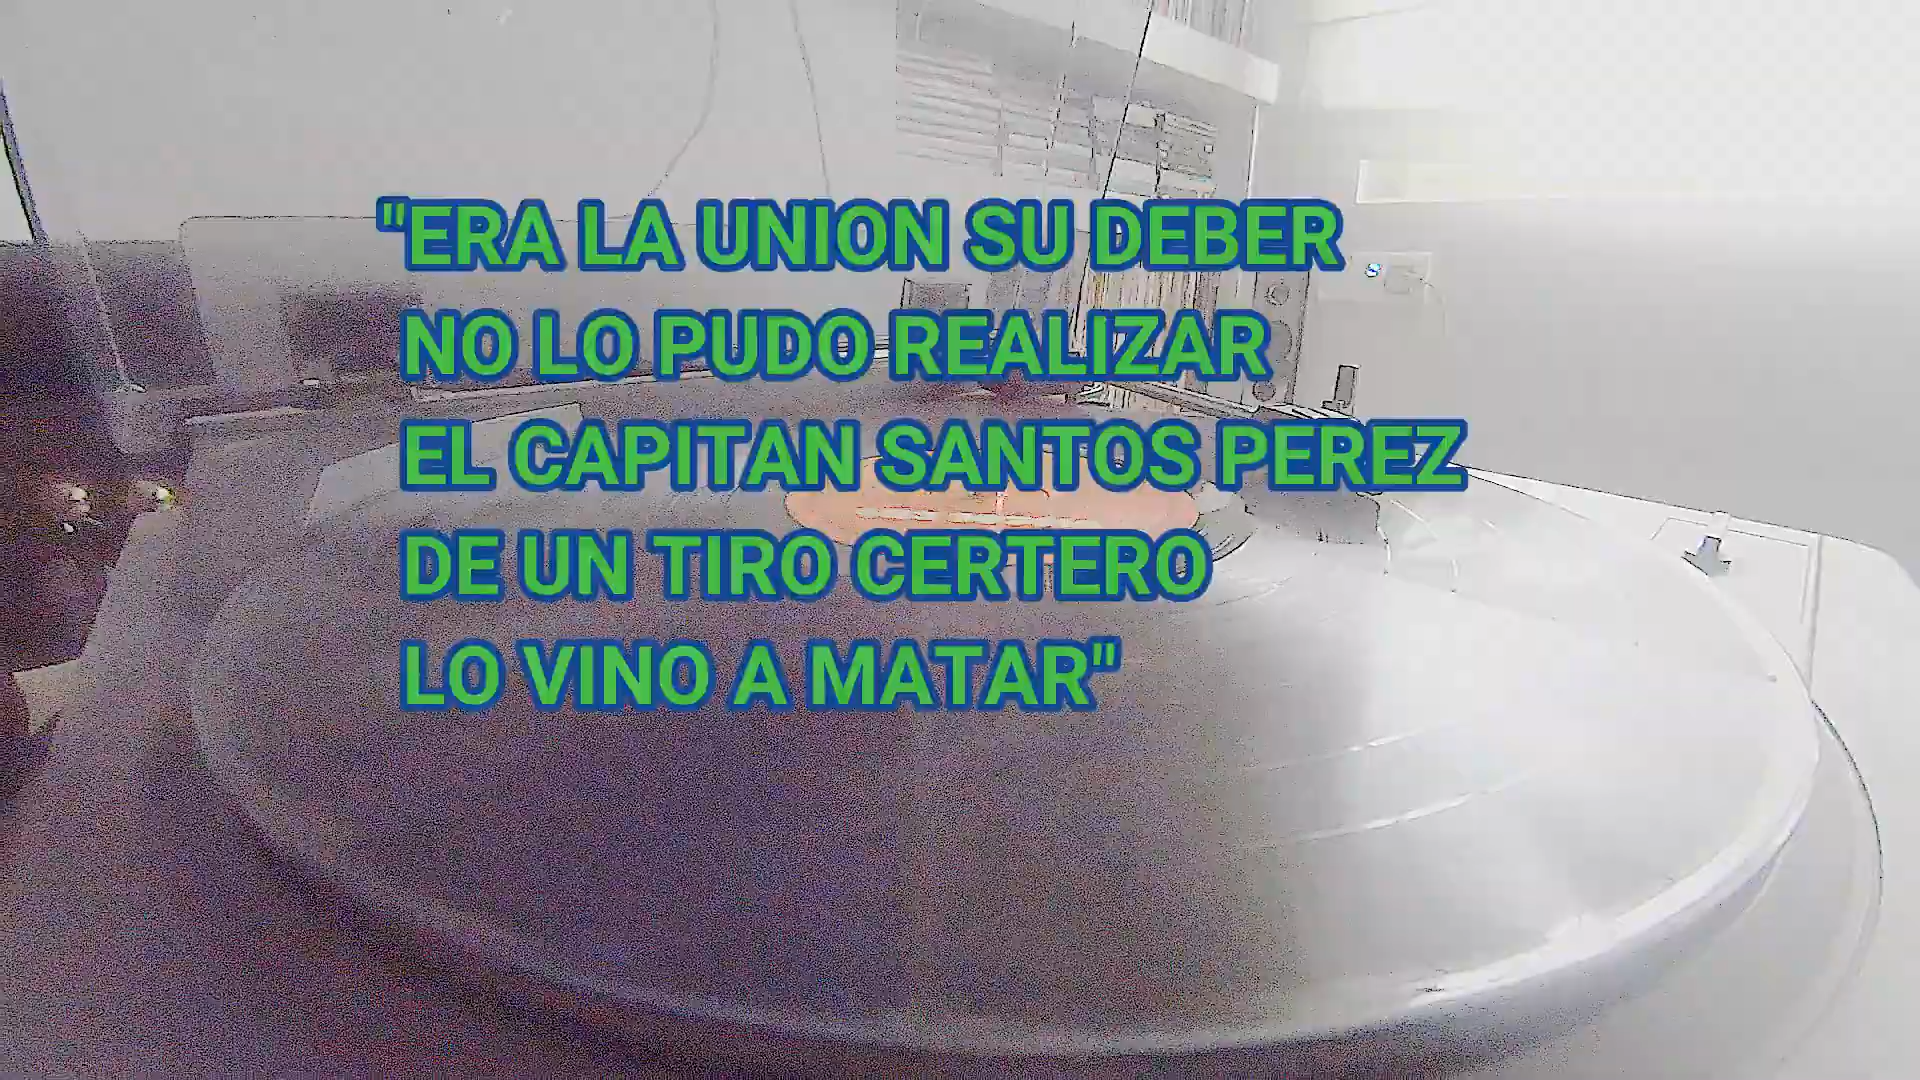 "ERA LA UNION SU DEBER
NO LO PUDO REALIZAR
EL CAPITAN SANTOS PEREZ
DE UN TIRO CERTERO
LO VINO A MATAR"